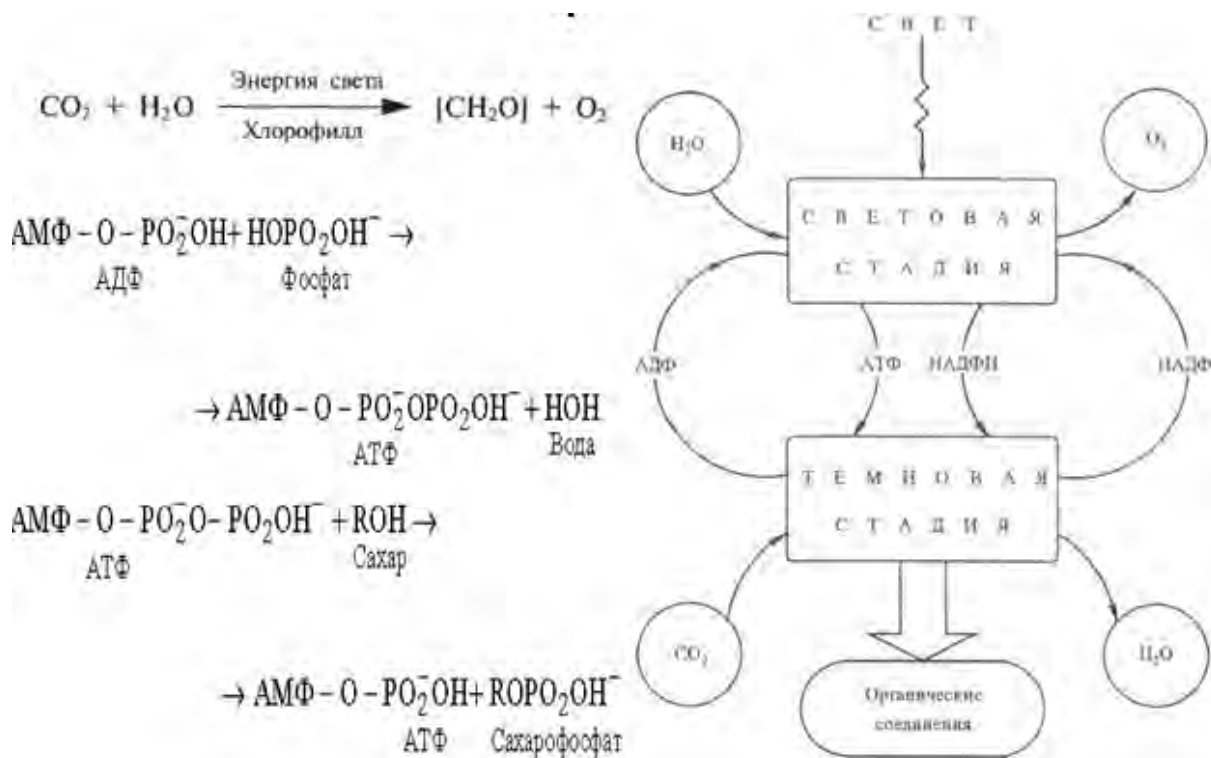 Энергия света
CO₂ + H₂O → [CH₂O] + O₂
Хлорофилл
АМФ – О – PO₂⁻OH + HOPO₂OH⁻ →
АДФ Фосфат
→ АМФ – О – PO₂⁻OPO₂OH⁻ + HOH
АТФ Вода
АМФ – О – PO₂⁻O – PO₂OH⁻ + ROH →
АТФ Сахар
→ АМФ – О – PO₂⁻OH + ROPO₂OH⁻
АТФ Сахарофосфат
СВЕТ
H₂O
O₂
СВЕТОВАЯ
СТАДИЯ
АДФ
АТФ
НАДФН
НАДФ
ТЕМНОВАЯ
СТАДИЯ
CO₂
H₂O
Органические
соединения